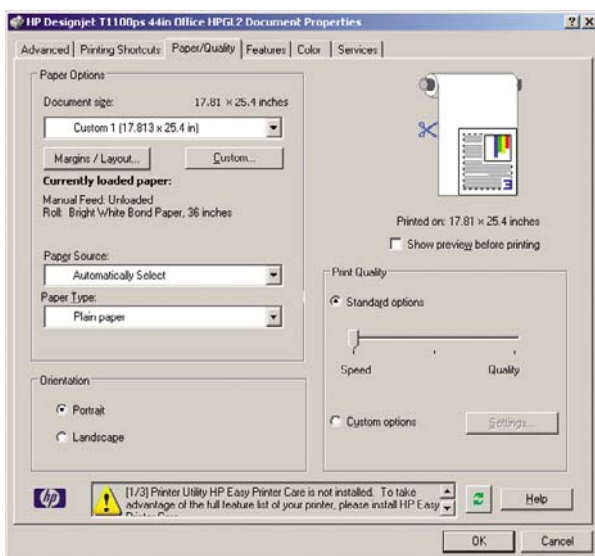 HP Designjet T1100ps 44in Office HPGL2 Document Properties
Advanced
Printing Shortcuts
Paper/Quality
Features
Color
Services
Paper Options
Document size: 17.81 × 25.4 inches
Custom 1 (17.813 x 25.4 in)
Margins / Layout...
Custom...
Currently loaded paper:
Manual Feed: Unloaded
Roll: Bright White Bond Paper, 36 inches
Paper Source:
Automatically Select
Paper Type:
Plain paper
Orientation
Portrait
Landscape
3
Printed on: 17.81 × 25.4 inches
Show preview before printing
Print Quality
Standard options
Speed
Quality
Custom options
Settings...
hp
[1/3] Printer Utility HP Easy Printer Care is not installed. To take
advantage of the full feature list of your printer, please install HP Easy
Printer Care
Help
OK
Cancel